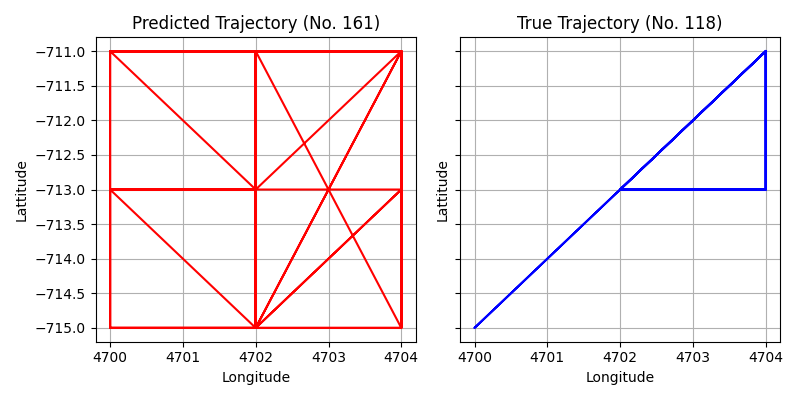 Predicted Trajectory (No. 161)
−711.0
−711.5
−712.0
−712.5
−713.0
−713.5
−714.0
−714.5
−715.0
Lattitude
4700 4701 4702 4703 4704
Longitude
True Trajectory (No. 118)
Lattitude
4700 4701 4702 4703 4704
Longitude